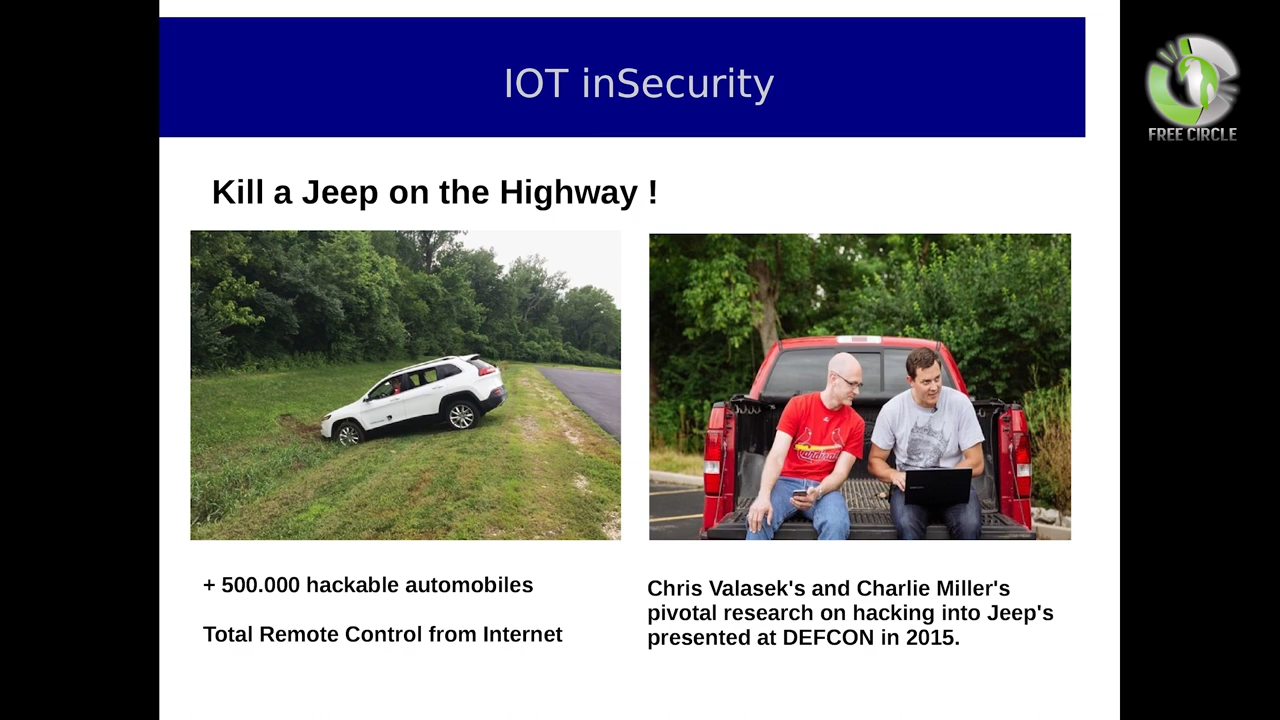 IOT inSecurity
FREE CIRCLE
Kill a Jeep on the Highway !
+ 500.000 hackable automobiles
Total Remote Control from Internet
Chris Valasek's and Charlie Miller's
pivotal research on hacking into Jeep's
presented at DEFCON in 2015.